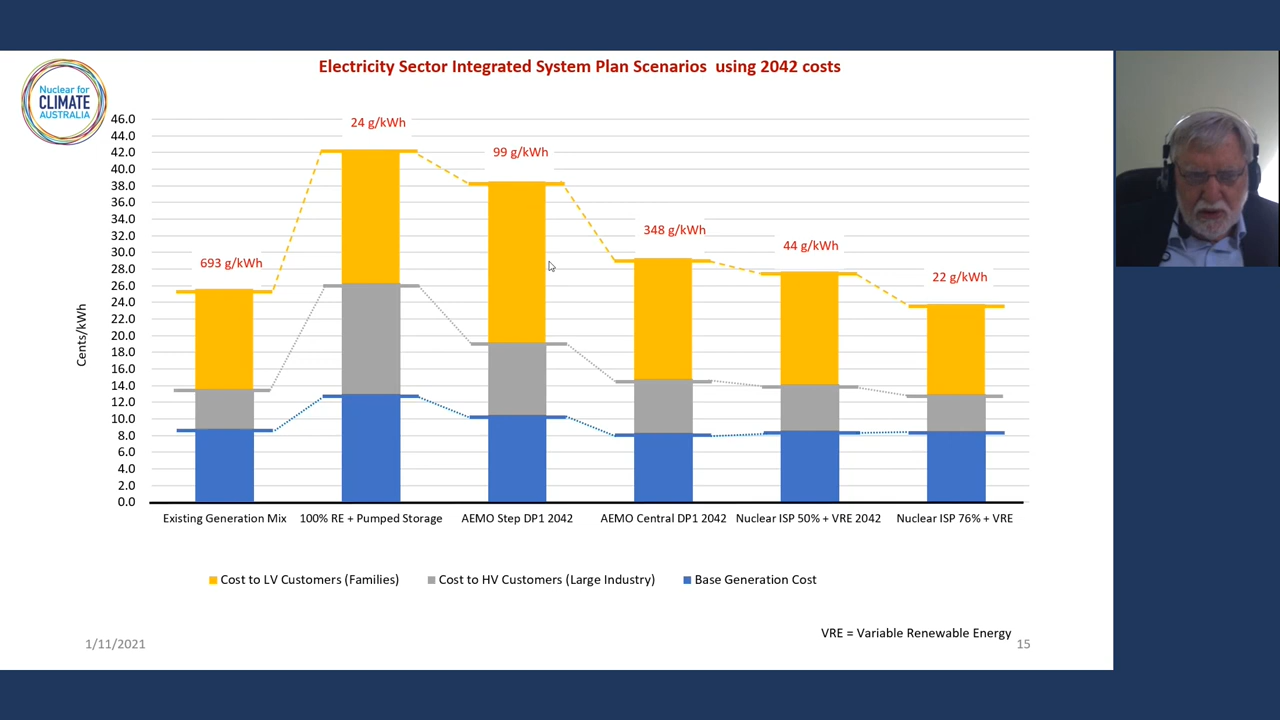 Electricity Sector Integrated System Plan Scenarios using 2042 costs
Nuclear for
CLIMATE
AUSTRALIA
Cents/kWh
46.0
44.0
42.0
40.0
38.0
36.0
34.0
32.0
30.0
28.0
26.0
24.0
22.0
20.0
18.0
16.0
14.0
12.0
10.0
8.0
6.0
4.0
2.0
0.0
693 g/kWh
24 g/kWh
99 g/kWh
348 g/kWh
44 g/kWh
22 g/kWh
Existing Generation Mix
100% RE + Pumped Storage
AEMO Step DP1 2042
AEMO Central DP1 2042
Nuclear ISP 50% + VRE 2042
Nuclear ISP 76% + VRE
Cost to LV Customers (Families)
Cost to HV Customers (Large Industry)
Base Generation Cost
VRE = Variable Renewable Energy
1/11/2021
15